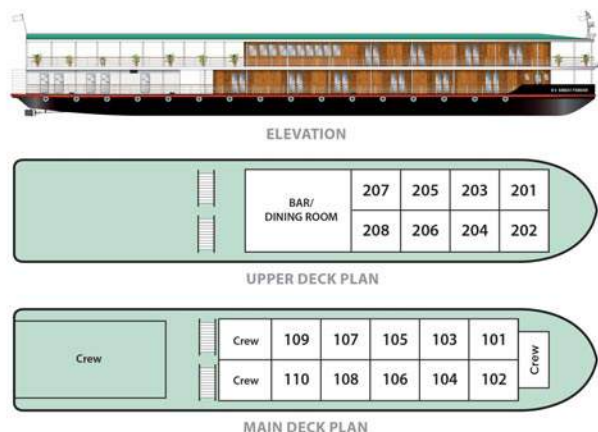 ELEVATION
BAR/
DINING ROOM
207 205 203 201
208 206 204 202
UPPER DECK PLAN
Crew
Crew 109 107 105 103 101
Crew 110 108 106 104 102
Crew
MAIN DECK PLAN